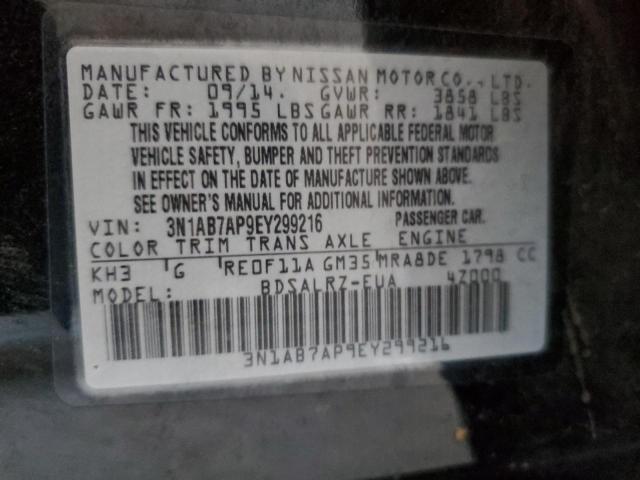 MANUFACTURED BY NISSAN MOTOR CO., LTD.
DATE: 09/14. GVWR: 3858 LBS
GAWR FR: 1995 LBS GAWR RR: 1841 LBS
THIS VEHICLE CONFORMS TO ALL APPLICABLE FEDERAL MOTOR
VEHICLE SAFETY, BUMPER AND THEFT PREVENTION STANDARDS
IN EFFECT ON THE DATE OF MANUFACTURE SHOWN ABOVE.
SEE OWNER'S MANUAL FOR ADDITIONAL INFORMATION.
VIN: 3N1AB7AP9EY299216 PASSENGER CAR.
COLOR TRIM TRANS AXLE ENGINE
KH3 G RE0F11A GM35 MRA8DE 1798 CC
MODEL: BDSALRZ-EUA 4Z000
3N1AB7AP9EY299216